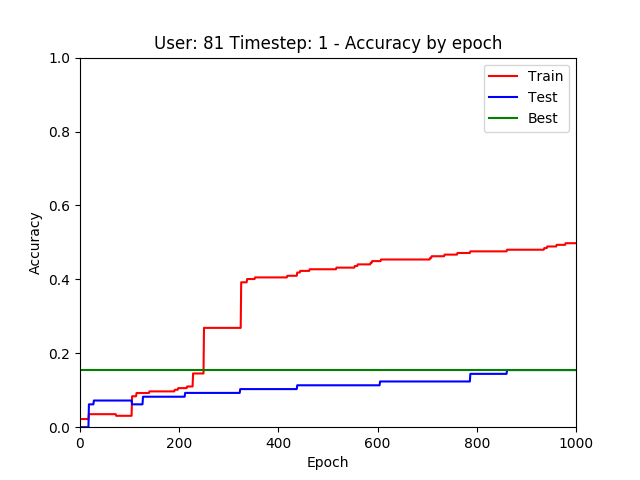 User: 81 Timestep: 1 - Accuracy by epoch
1.0
0.8
0.6
0.4
0.2
0.0
Accuracy
Train
Test
Best
0 200 400 600 800 1000
Epoch